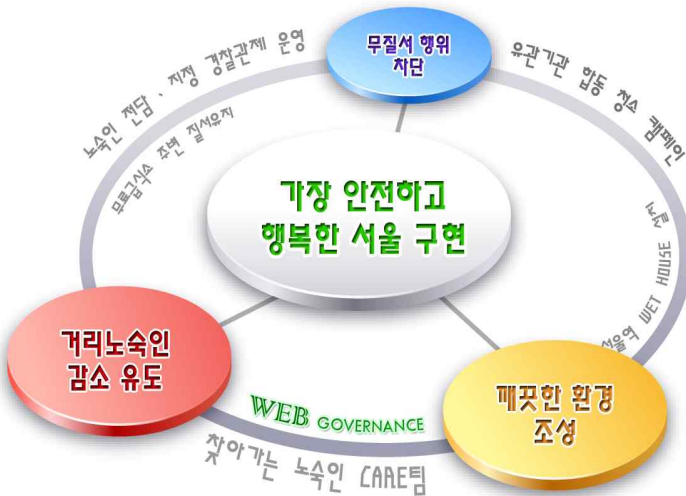 무질서 행위
차단
노숙인 전담·지정 경찰관제 운영
무료급식소 주변 질서유지
유관기관 합동 청소 캠페인
서울역 WET HOUSE 설치
가장 안전하고
행복한 서울 구현
거리노숙인
감소 유도
깨끗한 환경
조성
WEB GOVERNANCE
찾아가는 노숙인 CARE팀